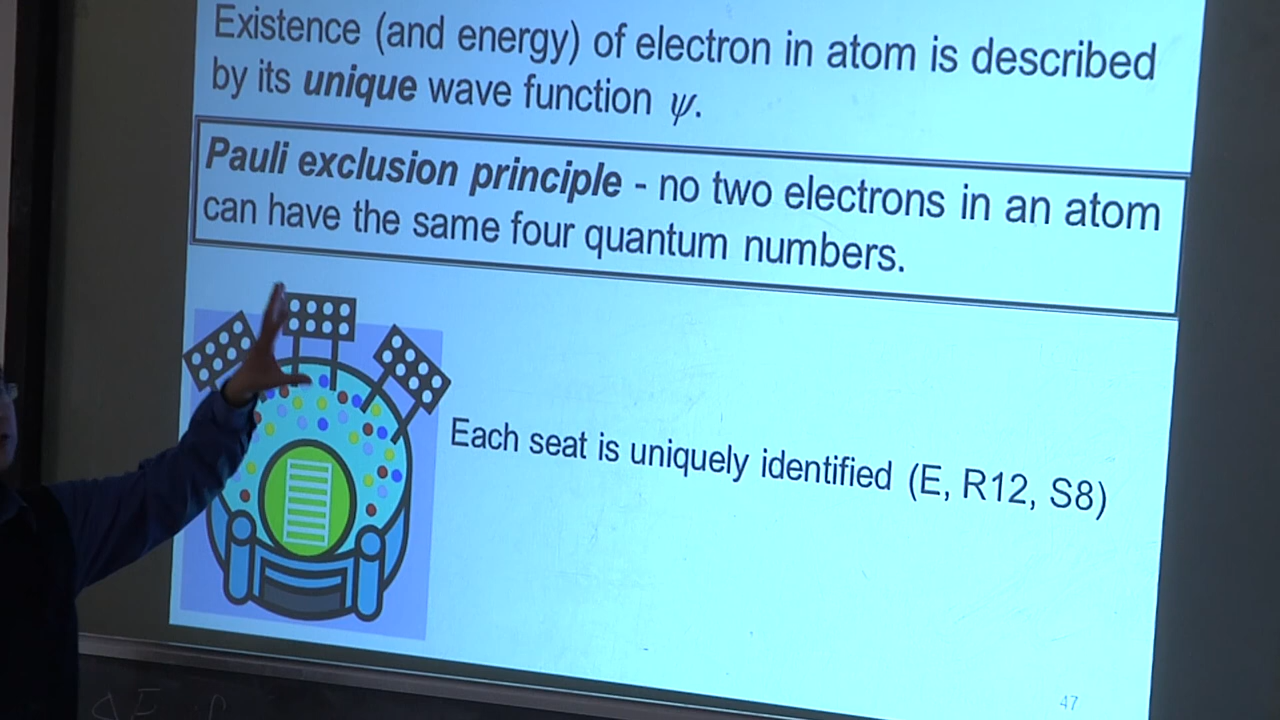 Existence (and energy) of electron in atom is described
by its unique wave function ψ.
Pauli exclusion principle - no two electrons in an atom
can have the same four quantum numbers.
Each seat is uniquely identified (E, R12, S8)
47